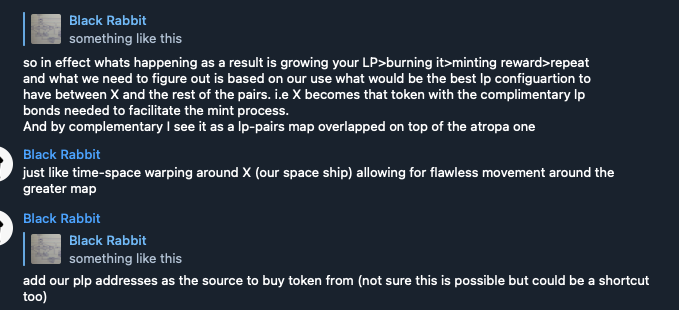 Black Rabbit
something like this
so in effect whats happening as a result is growing your LP>burning it>minting reward>repeat
and what we need to figure out is based on our use what would be the best lp configuartion to
have between X and the rest of the pairs. i.e X becomes that token with the complimentary lp
bonds needed to facilitate the mint process.
And by complementary I see it as a lp-pairs map overlapped on top of the atropa one
Black Rabbit
just like time-space warping around X (our space ship) allowing for flawless movement around the
greater map
Black Rabbit
Black Rabbit
something like this
add our plp addresses as the source to buy token from (not sure this is possible but could be a shortcut
too)